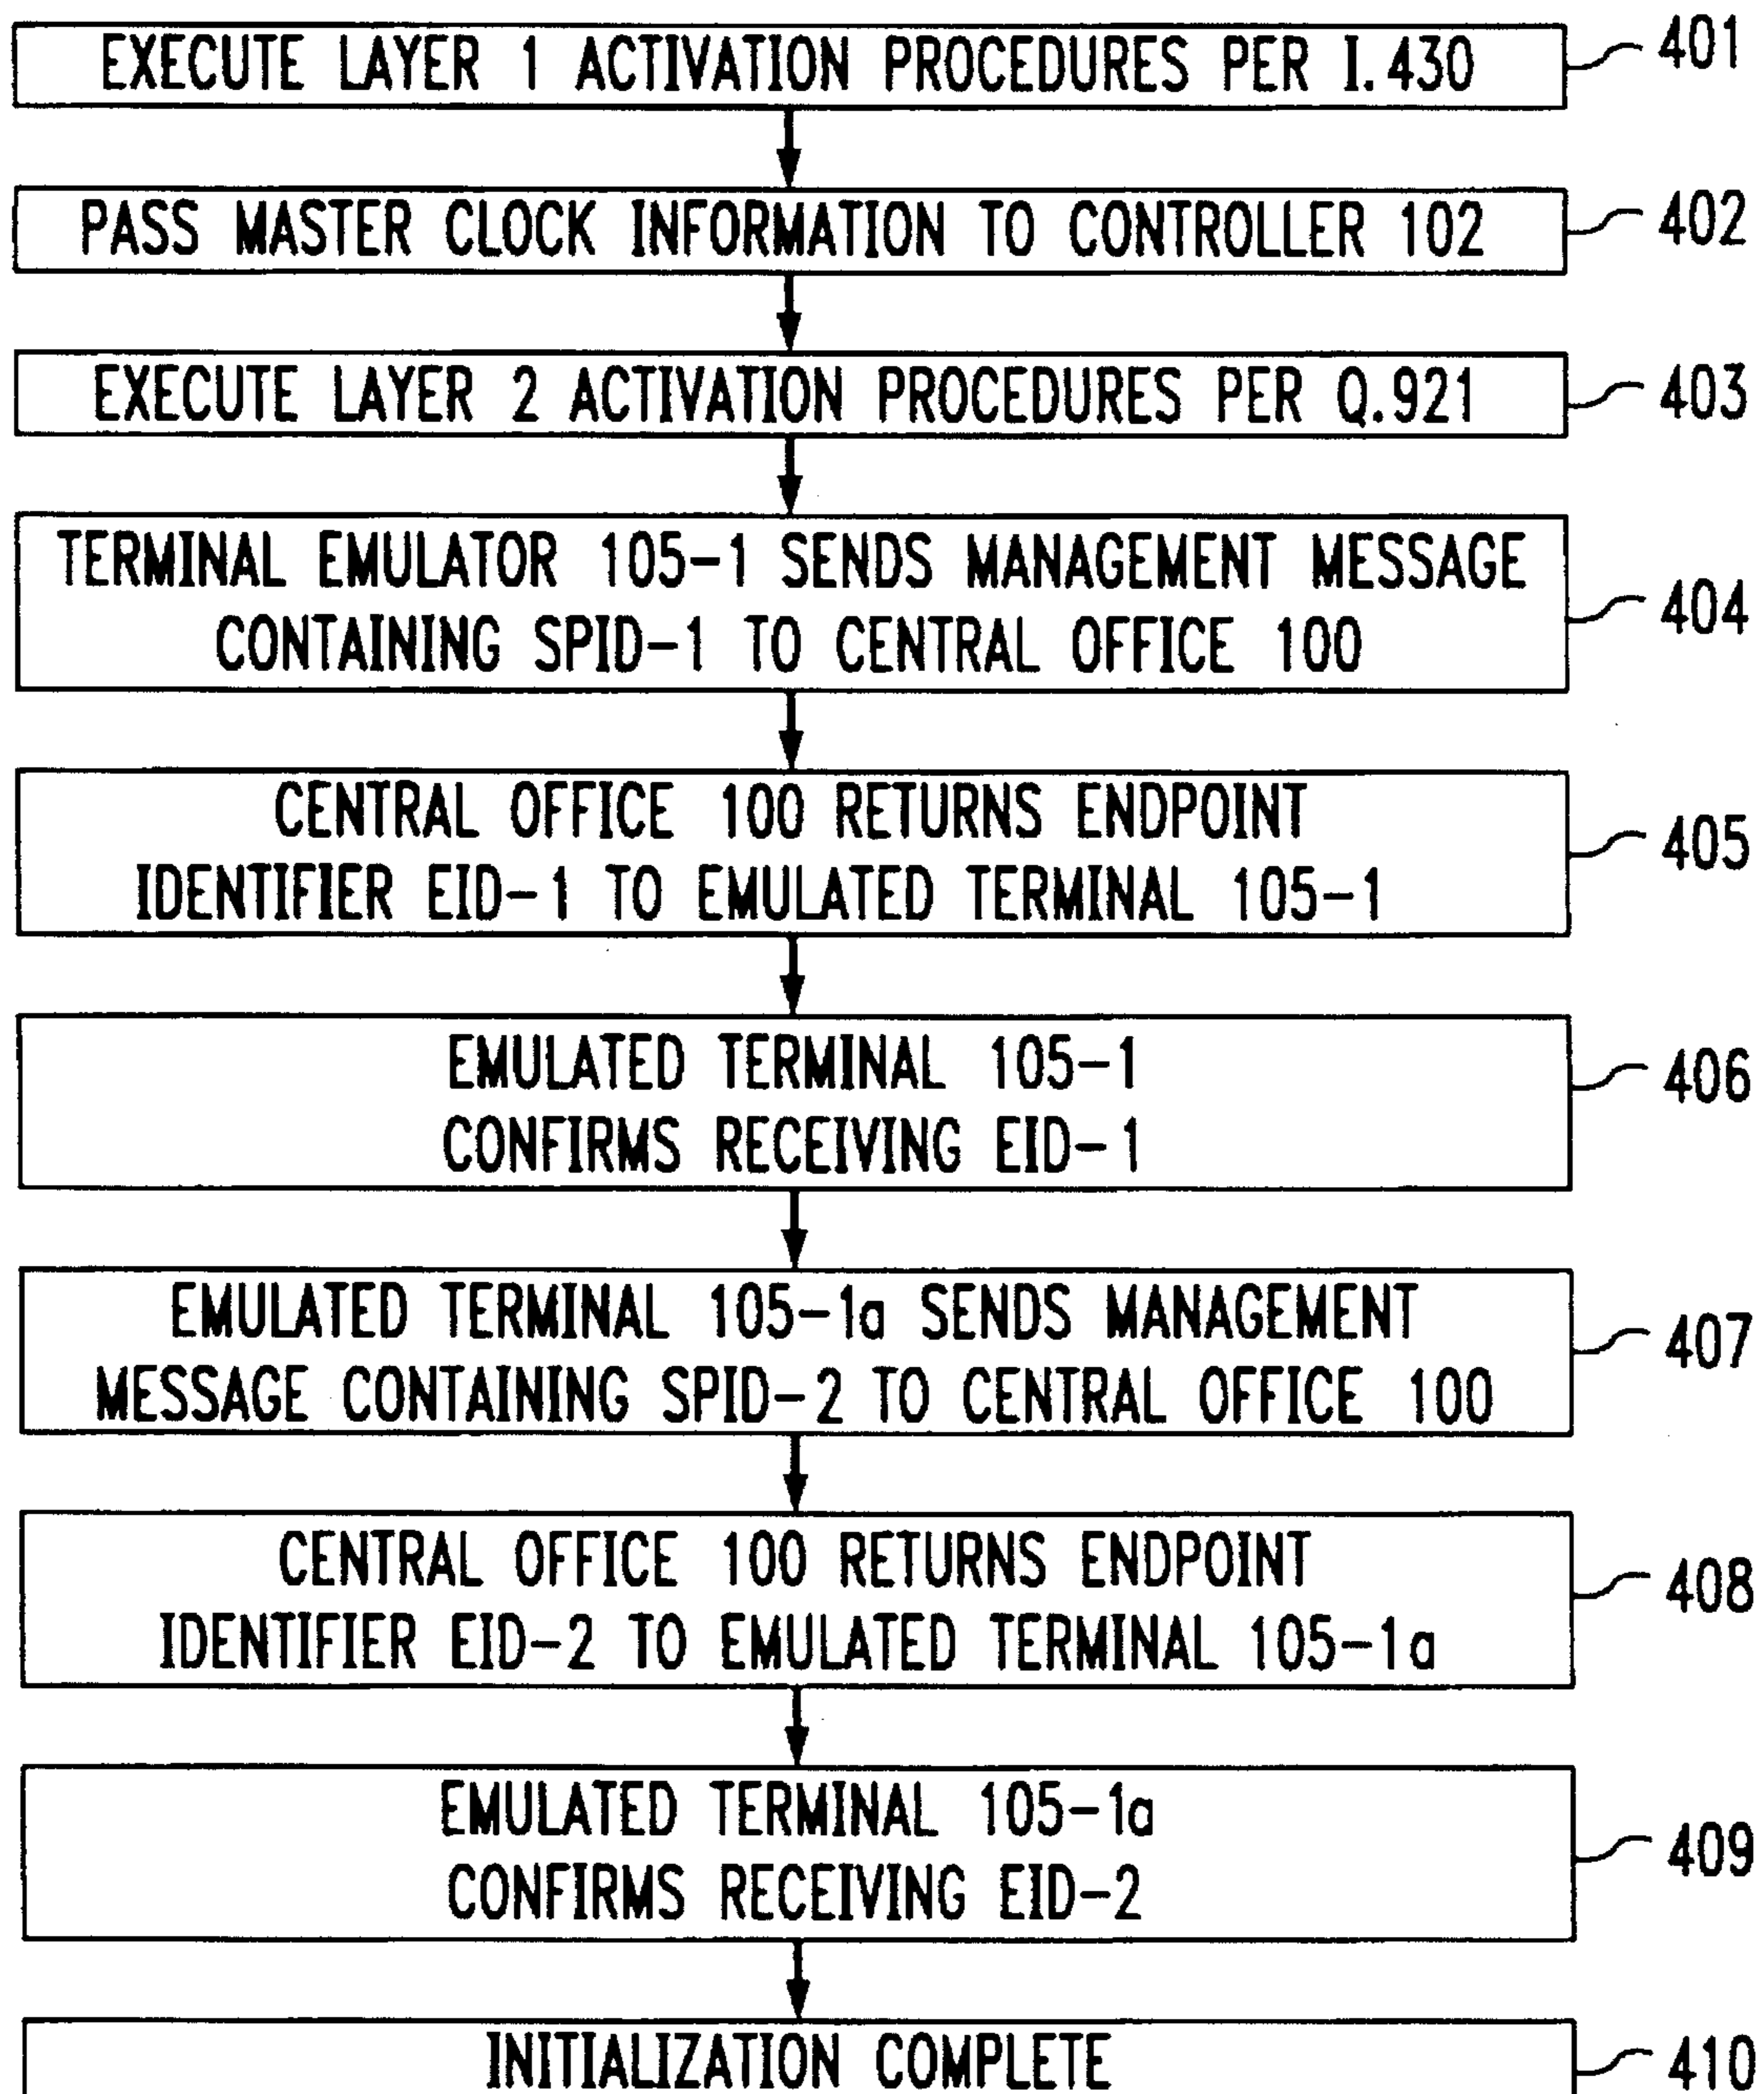 EXECUTE LAYER 1 ACTIVATION PROCEDURES PER I.430
401
PASS MASTER CLOCK INFORMATION TO CONTROLLER 102
402
EXECUTE LAYER 2 ACTIVATION PROCEDURES PER Q.921
403
TERMINAL EMULATOR 105-1 SENDS MANAGEMENT MESSAGE
CONTAINING SPID-1 TO CENTRAL OFFICE 100
404
CENTRAL OFFICE 100 RETURNS ENDPOINT
IDENTIFIER EID-1 TO EMULATED TERMINAL 105-1
405
EMULATED TERMINAL 105-1
CONFIRMS RECEIVING EID-1
406
EMULATED TERMINAL 105-1a SENDS MANAGEMENT
MESSAGE CONTAINING SPID-2 TO CENTRAL OFFICE 100
407
CENTRAL OFFICE 100 RETURNS ENDPOINT
IDENTIFIER EID-2 TO EMULATED TERMINAL 105-1a
408
EMULATED TERMINAL 105-1a
CONFIRMS RECEIVING EID-2
409
INITIALIZATION COMPLETE
410